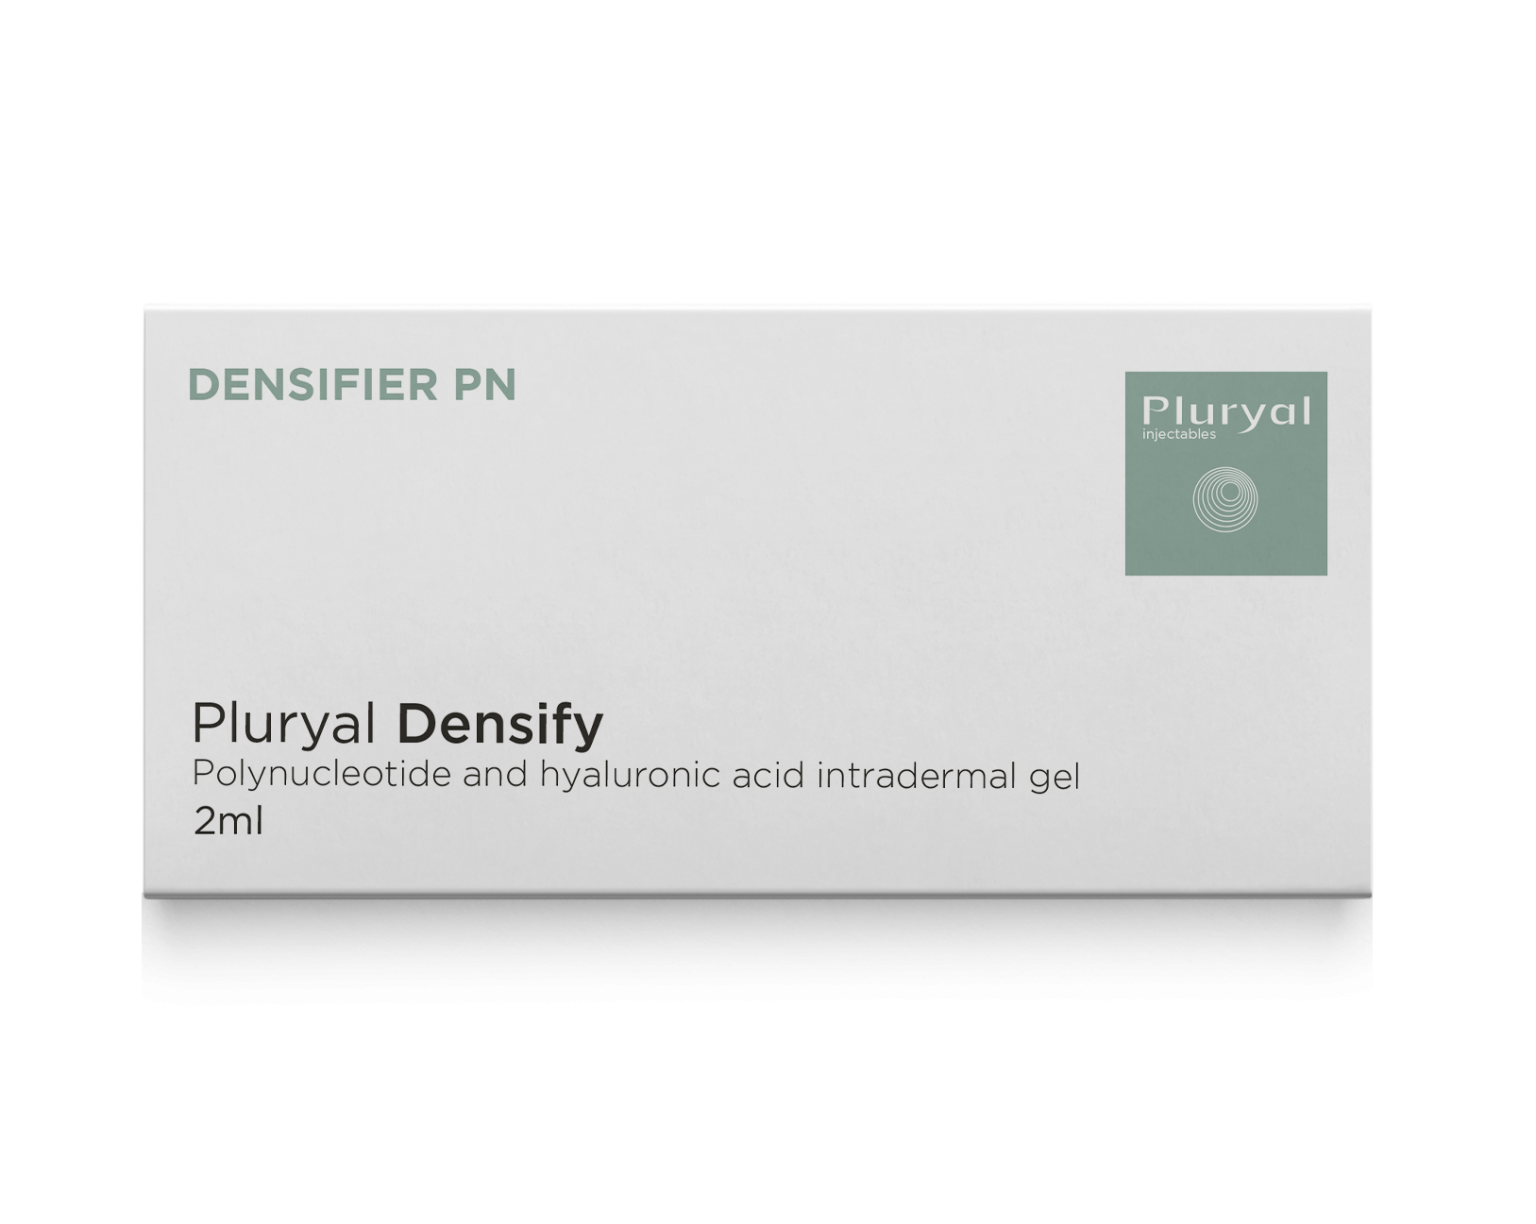 DENSIFIER PN
Pluryal
injectables
Pluryal Densify
Polynucleotide and hyaluronic acid intradermal gel
2ml